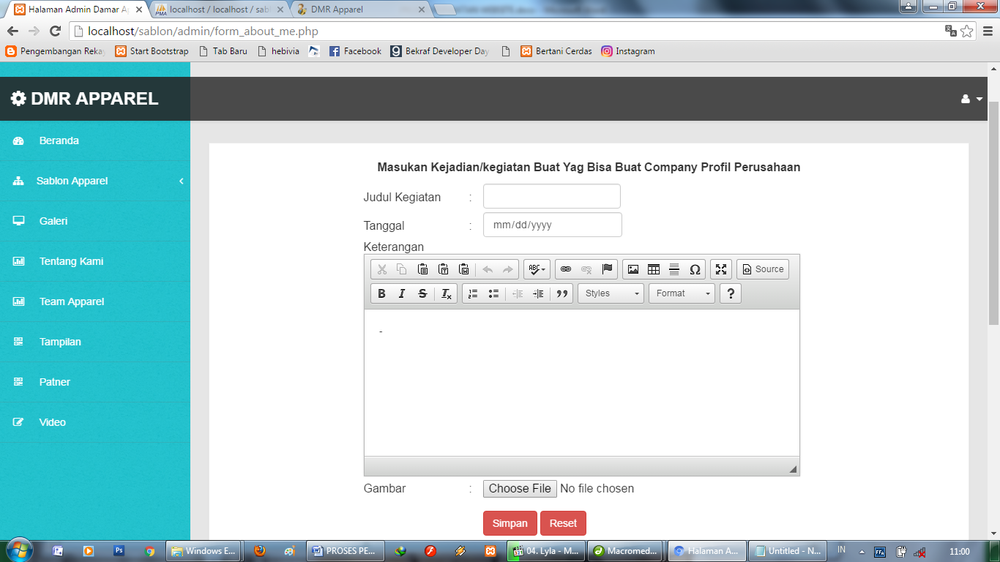 Halaman Admin Damar A
localhost / localhost / sabl
DMR Apparel
localhost/sablon/admin/form_about_me.php
Pengembangan Reka
Start Bootstrap
Tab Baru
hebivia
Facebook
Bekraf Developer Day
Bertani Cerdas
Instagram
DMR APPAREL
Beranda
Sablon Apparel
Galeri
Tentang Kami
Team Apparel
Tampilan
Patner
Video
Masukan Kejadian/kegiatan Buat Yag Bisa Buat Company Profil Perusahaan
Judul Kegiatan :
Tanggal : mm/dd/yyyy
Keterangan
ABC
Source
B I S Tx
Styles
Format
?
-
Gambar : Choose File No file chosen
Simpan Reset
Windows E...
PROSES PE...
04. Lyla - M...
Macromed...
Halaman A...
Untitled - N...
IN
11:00